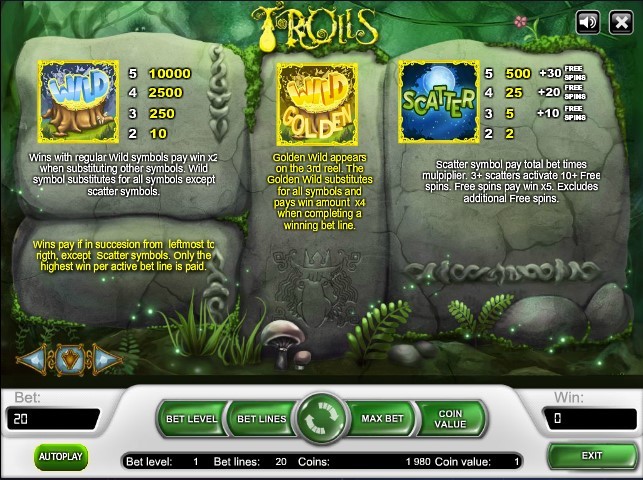 TROLLS
WILD
5 10000
4 2500
3 250
2 10
Wins with regular Wild symbols pay win x2
when substituting other symbols. Wild
symbol substitutes for all symbols except
scatter symbols.
Wins pay if in succesion from leftmost to
rigth, except Scatter symbols. Only the
highest win per active bet line is paid.
WILD
GOLDEN
Golden Wild appears
on the 3rd reel. The
Golden Wild substitutes
for all symbols and
pays win amount x4
when completing a
winning bet line.
SCATTER
5 500 +30 FREE SPINS
4 25 +20 FREE SPINS
3 5 +10 FREE SPINS
2 2
Scatter symbol pay total bet times
mulpiplier. 3+ scatters activate 10+ Free
spins. Free spins pay win x5. Excludes
additional Free spins.
Bet:
20
BET LEVEL
BET LINES
MAX BET
COIN
VALUE
Win:
0
AUTOPLAY
Bet level: 1 Bet lines: 20 Coins: 1 980 Coin value: 1
EXIT